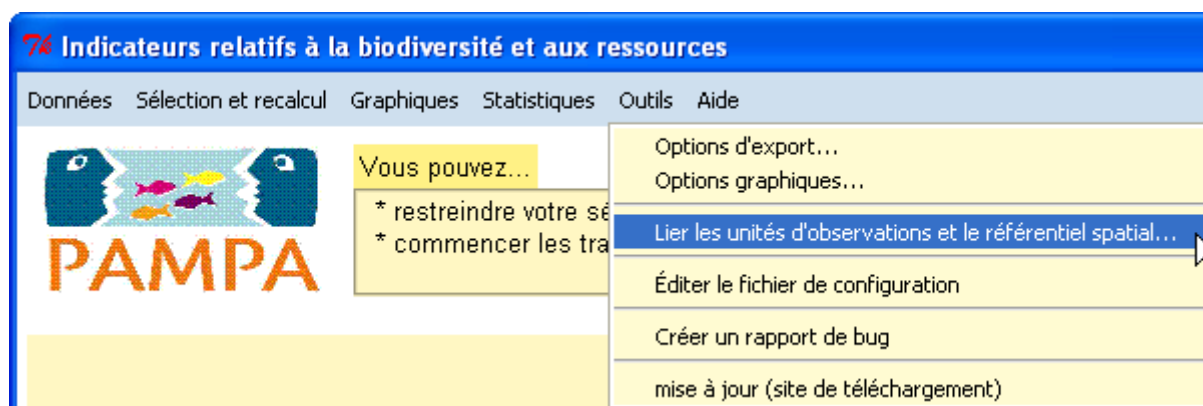 Indicateurs relatifs à la biodiversité et aux ressources
Données Sélection et recalcul Graphiques Statistiques Outils Aide
PAMPA
Vous pouvez...
* restreindre votre sé
* commencer les tra
Options d'export...
Options graphiques...
Lier les unités d'observations et le référentiel spatial...
Éditer le fichier de configuration
Créer un rapport de bug
mise à jour (site de téléchargement)